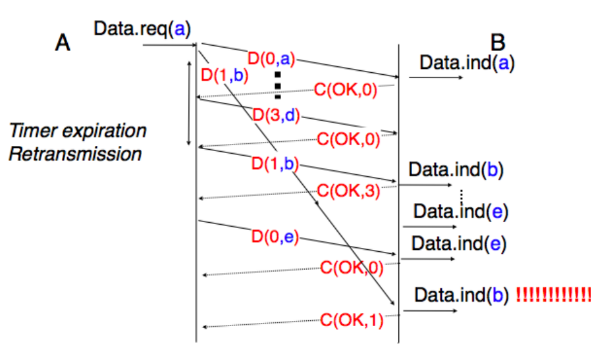 Data.req(a)
A
B
D(0,a)
Data.ind(a)
D(1,b)
C(OK,0)
D(3,d)
Timer expiration
Retransmission
C(OK,0)
D(1,b)
Data.ind(b)
C(OK,3)
Data.ind(e)
D(0,e)
Data.ind(e)
C(OK,0)
Data.ind(b) !!!!!!!!!!!!!
C(OK,1)